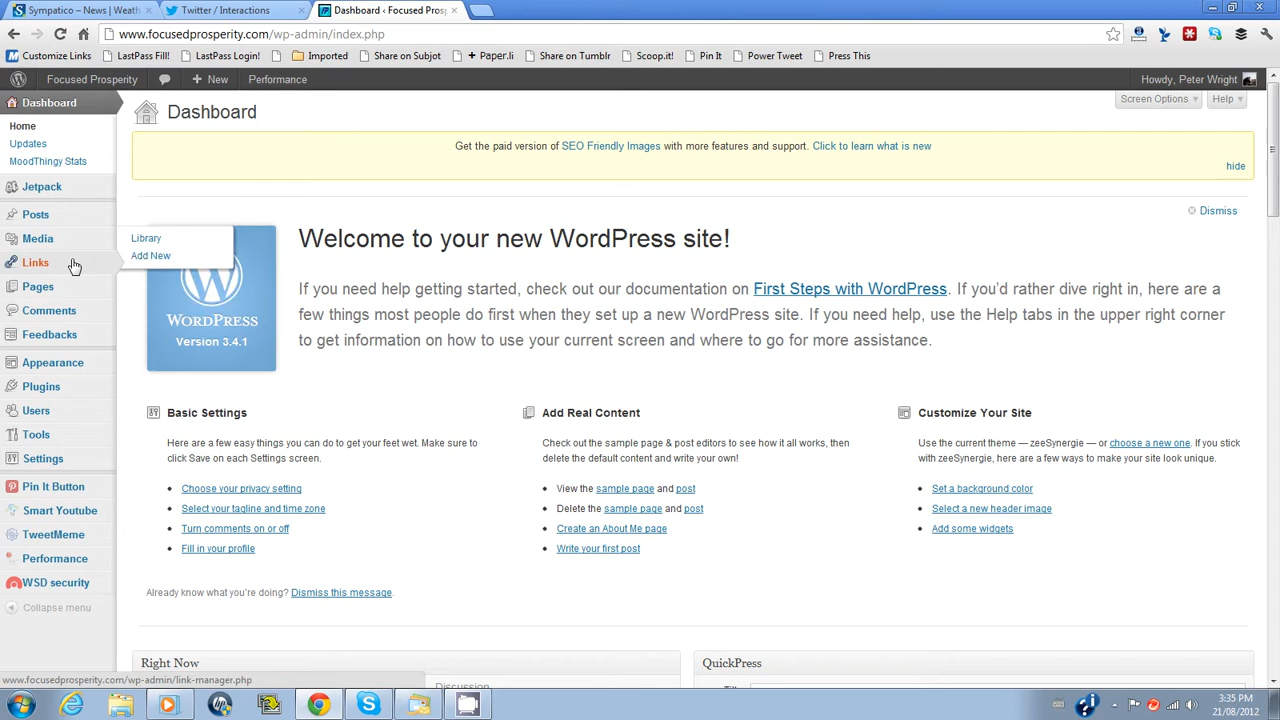 Sympatico – News | Weath
Twitter / Interactions
Dashboard ‹ Focused Prosp
www.focusedprosperity.com/wp-admin/index.php
Customize Links
LastPass Fill!
LastPass Login!
Imported
Share on Subjot
+ Paper.li
Share on Tumblr
Scoop.it!
Pin It
Power Tweet
Press This
Focused Prosperity
+ New
Performance
Howdy, Peter Wright
Dashboard
Home
Updates
MoodThingy Stats
Jetpack
Posts
Media
Links
Pages
Comments
Feedbacks
Appearance
Plugins
Users
Tools
Settings
Pin It Button
Smart Youtube
TweetMeme
Performance
WSD security
Collapse menu
Library
Add New
Dashboard
Screen Options
Help
Get the paid version of SEO Friendly Images with more features and support. Click to learn what is new
hide
Dismiss
WORDPRESS
Version 3.4.1
Welcome to your new WordPress site!
If you need help getting started, check out our documentation on First Steps with WordPress. If you'd rather dive right in, here are a
few things most people do first when they set up a new WordPress site. If you need help, use the Help tabs in the upper right corner
to get information on how to use your current screen and where to go for more assistance.
Basic Settings
Here are a few easy things you can do to get your feet wet. Make sure to
click Save on each Settings screen.
• Choose your privacy setting
• Select your tagline and time zone
• Turn comments on or off
• Fill in your profile
Add Real Content
Check out the sample page & post editors to see how it all works, then
delete the default content and write your own!
• View the sample page and post
• Delete the sample page and post
• Create an About Me page
• Write your first post
Customize Your Site
Use the current theme — zeeSynergie — or choose a new one. If you stick
with zeeSynergie, here are a few ways to make your site look unique.
• Set a background color
• Select a new header image
• Add some widgets
Already know what you're doing? Dismiss this message.
Right Now
Discussion
QuickPress
www.focusedprosperity.com/wp-admin/link-manager.php
3:35 PM
21/08/2012